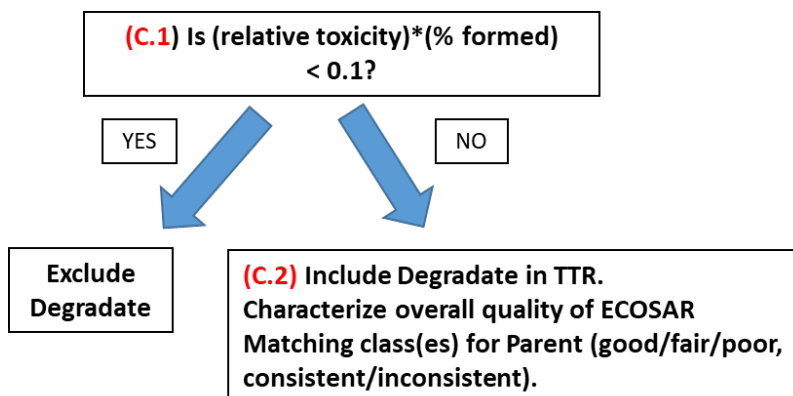 (C.1) Is (relative toxicity)*(% formed)
< 0.1?
YES
NO
Exclude
Degradate
(C.2) Include Degradate in TTR.
Characterize overall quality of ECOSAR
Matching class(es) for Parent (good/fair/poor,
consistent/inconsistent).